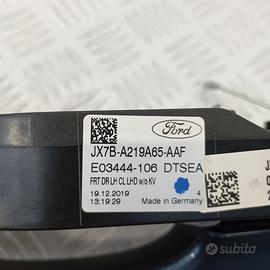 Ford
JX7B-A219A65-AAF
E03444-106 DTSEA
FRT DR LH CL LHD w/o KV
4
19.12.2019
13:19:29 Made in Germany
subito